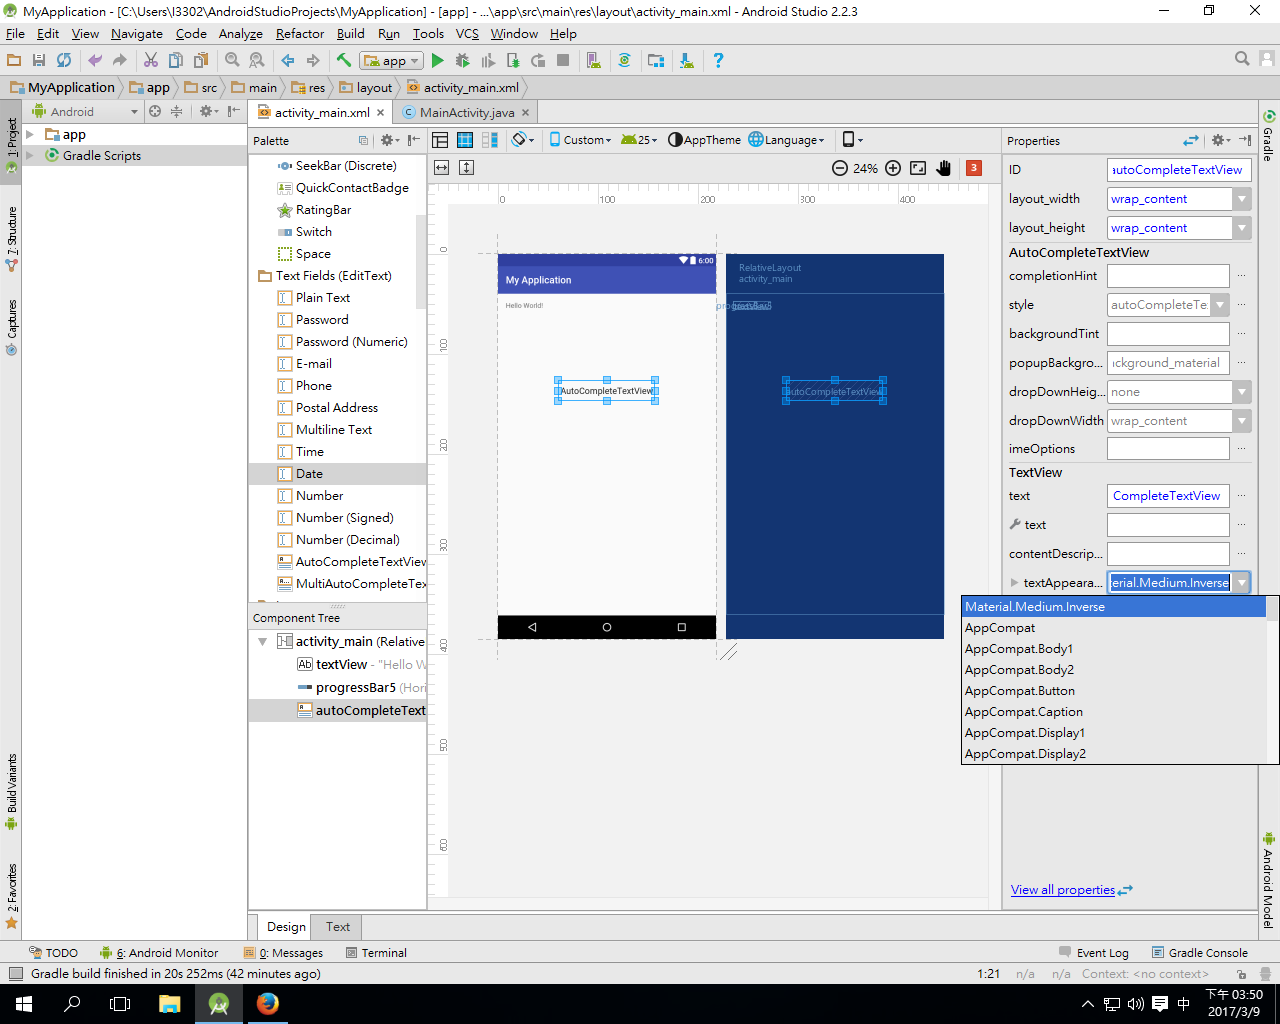 MyApplication - [C:\Users\I3302\AndroidStudioProjects\MyApplication] - [app] - ...\app\src\main\res\layout\activity_main.xml - Android Studio 2.2.3
File Edit View Navigate Code Analyze Refactor Build Run Tools VCS Window Help
app
MyApplication app src main res layout activity_main.xml
1: Project
7: Structure
Captures
Build Variants
2: Favorites
Android
app
Gradle Scripts
activity_main.xml
MainActivity.java
Palette
SeekBar (Discrete)
QuickContactBadge
RatingBar
Switch
Space
Text Fields (EditText)
Plain Text
Password
Password (Numeric)
E-mail
Phone
Postal Address
Multiline Text
Time
Date
Number
Number (Signed)
Number (Decimal)
AutoCompleteTextView
MultiAutoCompleteTex
Component Tree
activity_main (Relative
textView - "Hello W
progressBar5 (Hori
autoCompleteText
Custom 25 AppTheme Language
24% 3
0 100 200 300 400
0
100
200
300
400
500
600
6:00
My Application
Hello World!
AutoCompleteTextView
RelativeLayout
activity_main
progressBar5
autoCompleteTextView
Properties
ID autoCompleteTextView
layout_width wrap_content
layout_height wrap_content
AutoCompleteTextView
completionHint
style autoCompleteTe:
backgroundTint
popupBackgro... ickground_material
dropDownHeig... none
dropDownWidth wrap_content
imeOptions
TextView
text CompleteTextView
text
contentDescrip...
textAppeara... erial.Medium.Inverse
Material.Medium.Inverse
AppCompat
AppCompat.Body1
AppCompat.Body2
AppCompat.Button
AppCompat.Caption
AppCompat.Display1
AppCompat.Display2
View all properties
Gradle
Android Model
Design Text
TODO 6: Android Monitor 0: Messages Terminal Event Log Gradle Console
Gradle build finished in 20s 252ms (42 minutes ago) 1:21 n/a n/a Context: <no context>
中
下午 03:50
2017/3/9